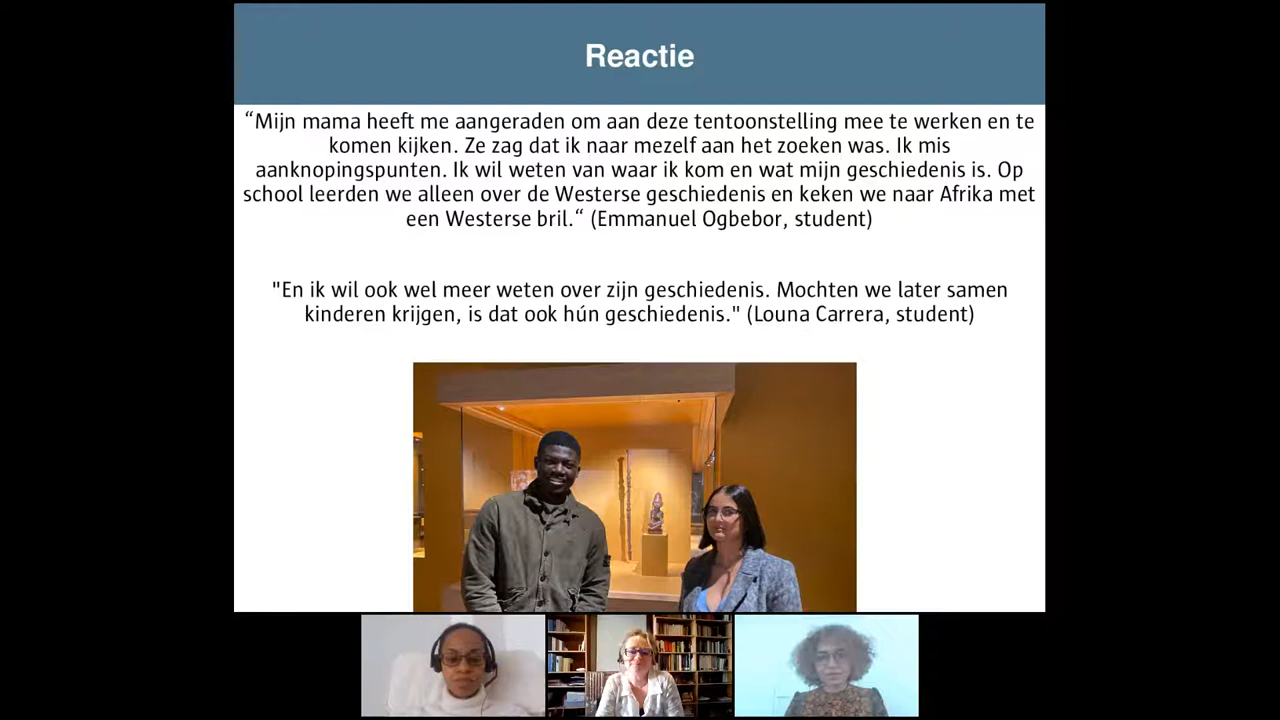 Reactie
“Mijn mama heeft me aangeraden om aan deze tentoonstelling mee te werken en te
komen kijken. Ze zag dat ik naar mezelf aan het zoeken was. Ik mis
aanknopingspunten. Ik wil weten van waar ik kom en wat mijn geschiedenis is. Op
school leerden we alleen over de Westerse geschiedenis en keken we naar Afrika met
een Westerse bril.“ (Emmanuel Ogbebor, student)
"En ik wil ook wel meer weten over zijn geschiedenis. Mochten we later samen
kinderen krijgen, is dat ook hún geschiedenis." (Louna Carrera, student)